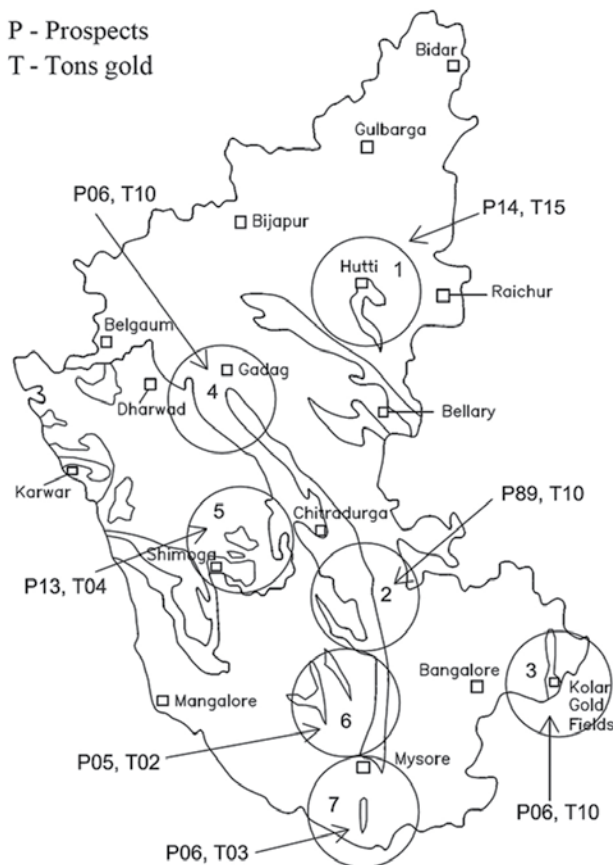 P - Prospects
T - Tons gold
Bidar
Gulbarga
P06, T10
Bijapur
P14, T15
Hutti
1
Raichur
Belgaum
Gadag
4
Dharwad
Bellary
Karwar
5
Chitradurga
P89, T10
Shimoga
P13, T04
2
3
Bangalore
Kolar
Gold
Fields
Mangalore
6
P05, T02
Mysore
7
P06, T10
P06, T03